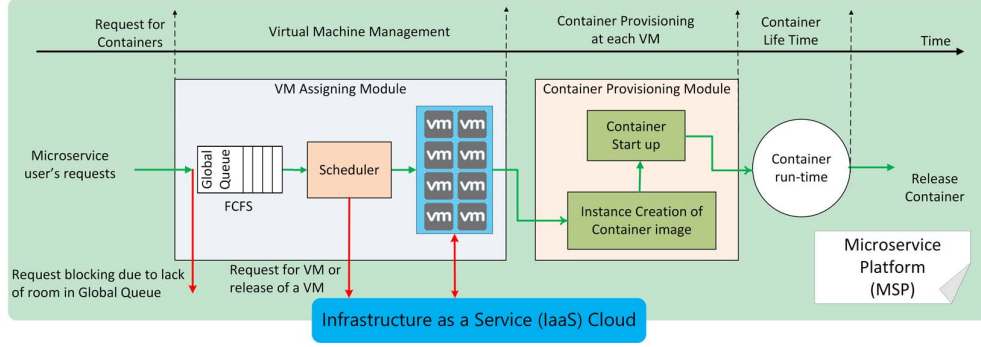 Request for
Containers
Virtual Machine Management
Container Provisioning
at each VM
Container
Life Time
Time
VM Assigning Module
Container Provisioning Module
Microservice
user's requests
Global
Queue
FCFS
Scheduler
vm vm
vm vm
vm vm
vm vm
Container
Start up
Instance Creation of
Container image
Container
run-time
Release
Container
Request blocking due to lack
of room in Global Queue
Request for VM or
release of a VM
Microservice
Platform
(MSP)
Infrastructure as a Service (IaaS) Cloud